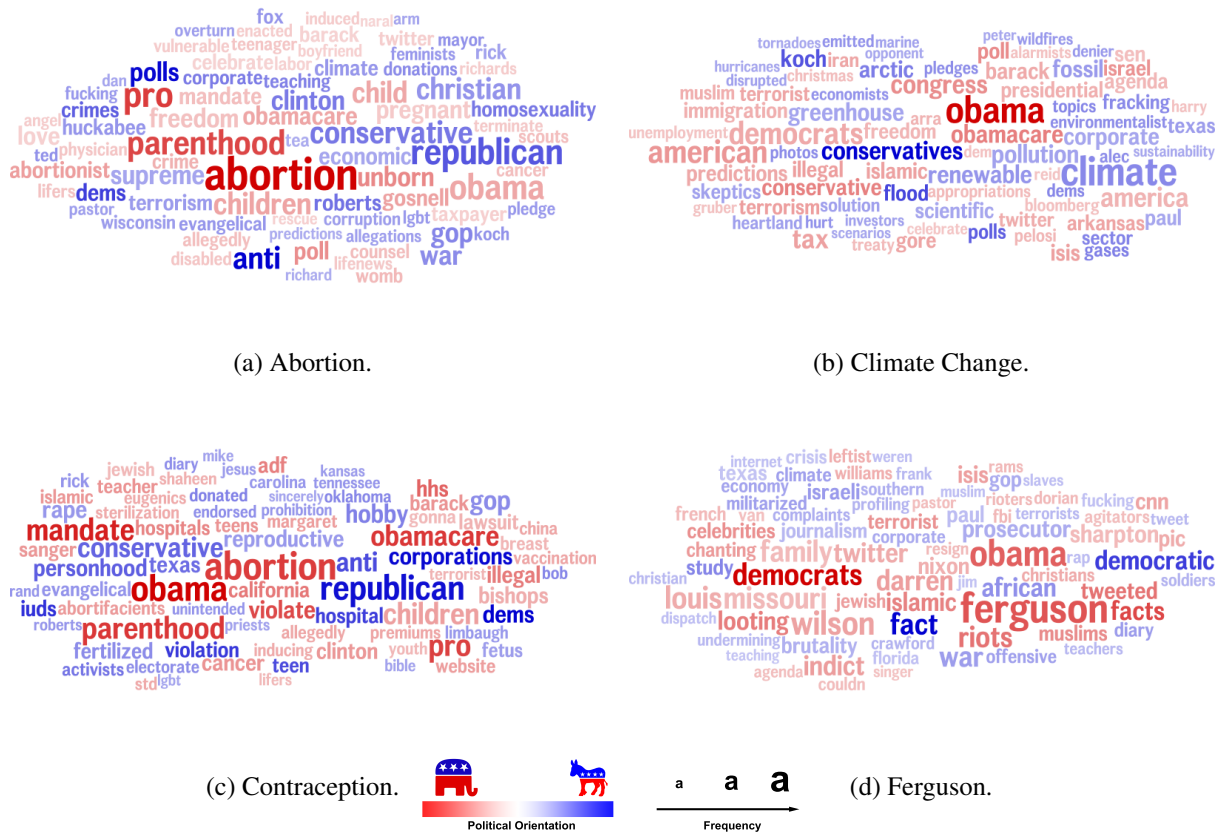 fox induced naral arm
overturn enacted barack twitter mayor
vulnerable teenager boyfriend feminists rick
celebrate labor
polls corporate teaching climate donations richards
dan
fucking pro mandate clinton child christian
crimes freedom obamacare pregnant homosexuality
angel love huckabee parenthood tea conservative terminate scouts
ted physician crime economic republican
abortionist supreme abortion unborn cancer
lifers dems terrorism children roberts gosnell obama
pastor wisconsin evangelical rescue corruption lgbt taxpayer pledge
allegedly predictions allegations gop koch
disabled anti poll counsel war
lifenews
richard womb
(a) Abortion.
peter wildfires
tornadoes emitted marine poll alarmists denier sen
opponent
hurricanes koch iran arctic pledges barack fossil israel
disrupted christmas congress presidential agenda
muslim terrorist economists
immigration greenhouse arra obama topics fracking harry
unemployment democrats freedom obamacare environmentalist texas
corporate
american photos conservatives dem pollution alec sustainability
predictions illegal islamic renewable reid climate
skeptics conservative flood appropriations dems america
gruber terrorism solution scientific bloomberg
heartland hurt investors twitter arkansas paul
scenarios celebrate polls pelosi sector
tax treaty gore isis gases
(b) Climate Change.
mike
jewish diary jesus adf kansas
rick teacher shaheen carolina tennessee hhs
islamic eugenics donated sincerely oklahoma barack gop
rape sterilization endorsed prohibition hobby gonna lawsuit china
mandate hospitals teens margaret obamacare breast
sanger conservative reproductive corporations
personhood texas abortion anti vaccination
terrorist illegal bob
rand evangelical obama california republican bishops
iuds abortifacients unintended violate hospital children dems
roberts parenthood priests allegedly premiums limbaugh
fertilized violation inducing clinton youth pro fetus
activists electorate cancer teen bible website
std lgbt lifers
(c) Contraception.
internet crisis leftist weren rams
texas climate williams frank isis gop slaves
economy israeli southern muslim rioters dorian
militarized profiling pastor fucking cnn
french van complaints terrorist paul fbi terrorists agitators tweet
celebrities journalism corporate prosecutor sharpton pic
chanting family twitter resign obama rap democratic
study nixon
democrats darren jim christians soldiers
christian african tweeted
louis missouri jewish islamic ferguson facts
dispatch looting wilson fact riots muslims diary
undermining brutality crawford teachers
teaching florida war offensive
agenda indict singer
couldn
(d) Ferguson.
Political Orientation
a a a
Frequency